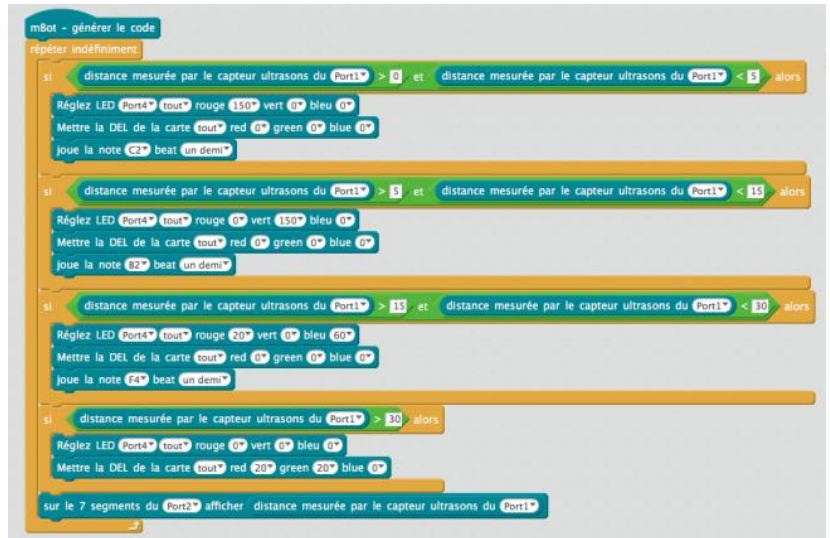 mBot - générer le code
répéter indéfiniment
si distance mesurée par le capteur ultrasons du Port1 > 0 et distance mesurée par le capteur ultrasons du Port1 < 5 alors
Réglez LED Port4 tout rouge 150 vert 0 bleu 0
Mettre la DEL de la carte tout red 0 green 0 blue 0
joue la note C2 beat un demi
si distance mesurée par le capteur ultrasons du Port1 > 5 et distance mesurée par le capteur ultrasons du Port1 < 15 alors
Réglez LED Port4 tout rouge 0 vert 150 bleu 0
Mettre la DEL de la carte tout red 0 green 0 blue 0
joue la note B2 beat un demi
si distance mesurée par le capteur ultrasons du Port1 > 15 et distance mesurée par le capteur ultrasons du Port1 < 30 alors
Réglez LED Port4 tout rouge 20 vert 0 bleu 60
Mettre la DEL de la carte tout red 0 green 0 blue 0
joue la note F4 beat un demi
si distance mesurée par le capteur ultrasons du Port1 > 30 alors
Réglez LED Port4 tout rouge 0 vert 0 bleu 0
Mettre la DEL de la carte tout red 20 green 20 blue 0
sur le 7 segments du Port2 afficher distance mesurée par le capteur ultrasons du Port1